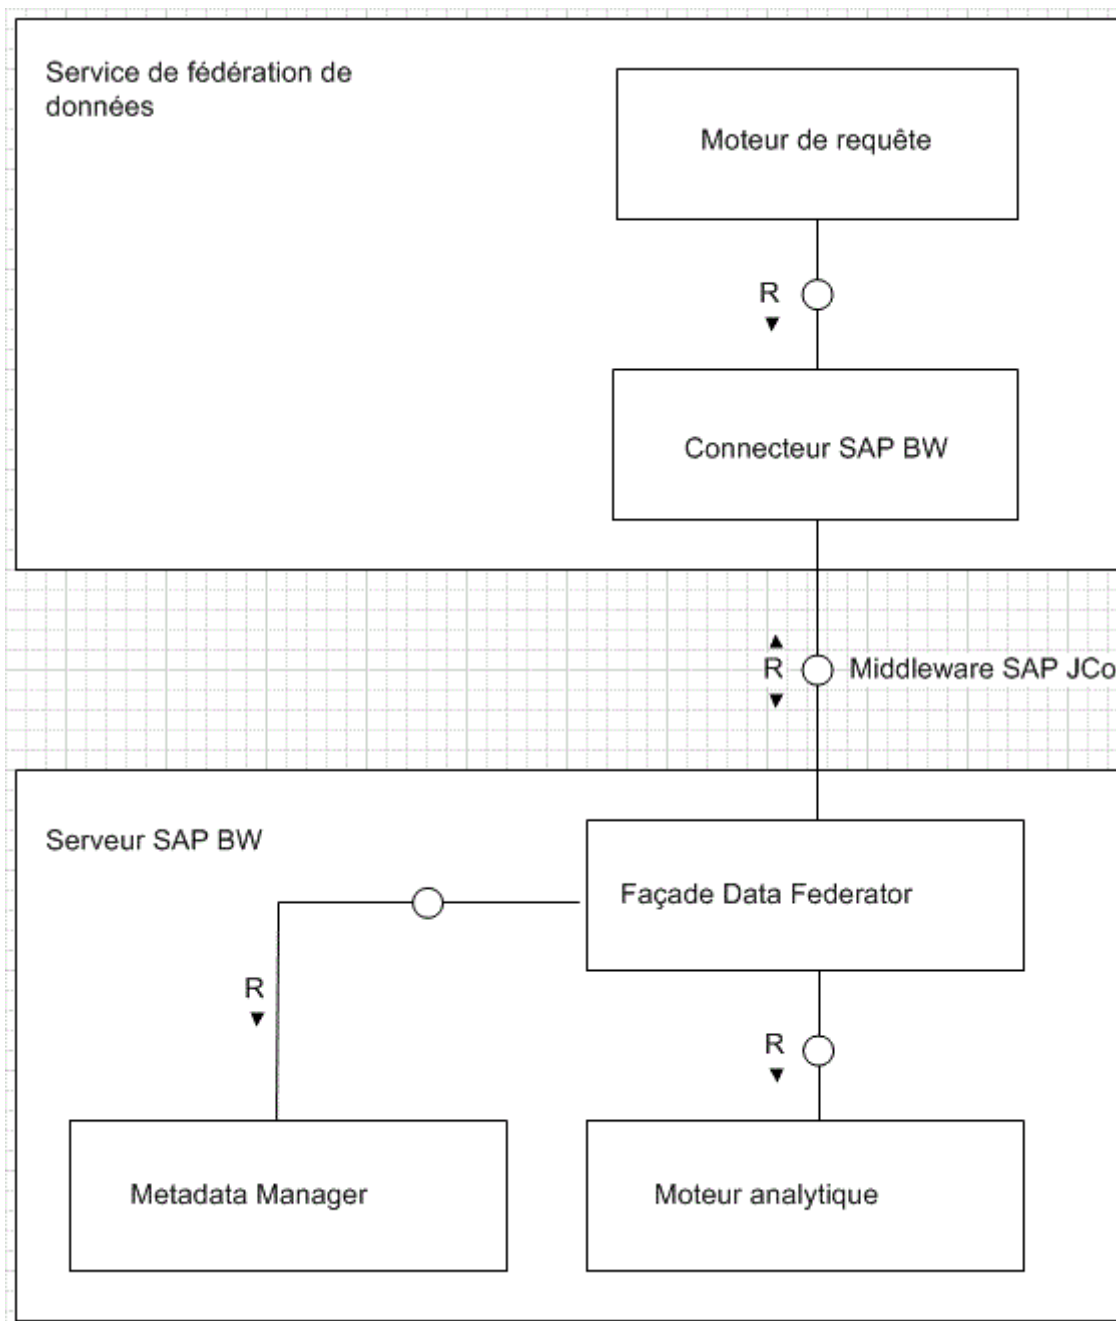 Service de fédération de
données
Moteur de requête
R
▼
Connecteur SAP BW
▲
R
▼
Middleware SAP JCo
Serveur SAP BW
Façade Data Federator
R
▼
R
▼
Metadata Manager
Moteur analytique